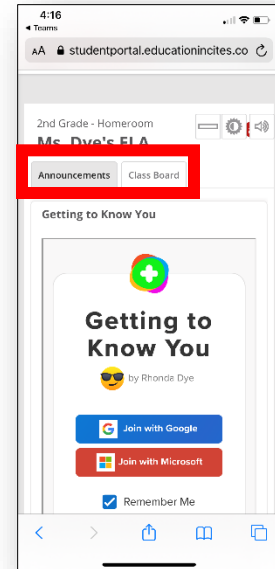 4:16
Teams
AA studentportal.educationincites.co
2nd Grade - Homeroom
Ms. Dye's ELA
Announcements Class Board
Getting to Know You
Getting to
Know You
by Rhonda Dye
Join with Google
Join with Microsoft
Remember Me